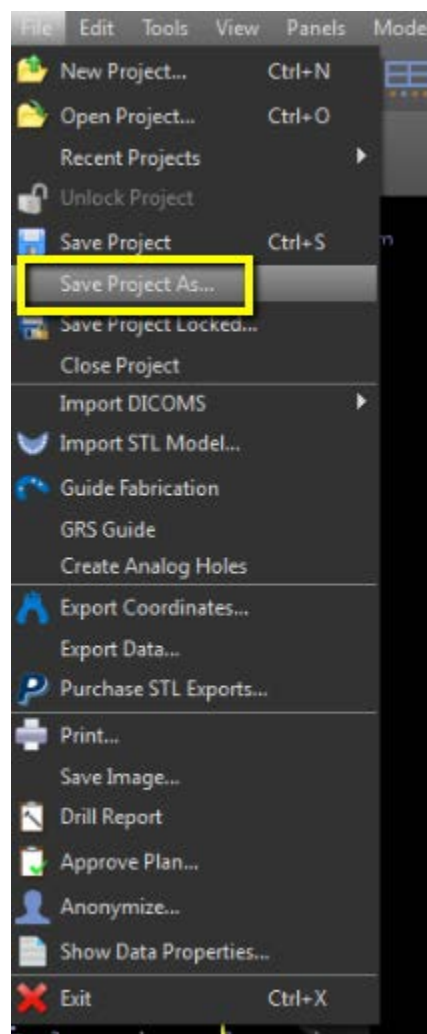 File Edit Tools View Panels Mode
New Project... Ctrl+N
Open Project... Ctrl+O
Recent Projects
Unlock Project
Save Project Ctrl+S
Save Project As...
Save Project Locked...
Close Project
Import DICOMS
Import STL Model...
Guide Fabrication
GRS Guide
Create Analog Holes
Export Coordinates...
Export Data...
Purchase STL Exports...
Print...
Save Image...
Drill Report
Approve Plan...
Anonymize...
Show Data Properties...
Exit Ctrl+X